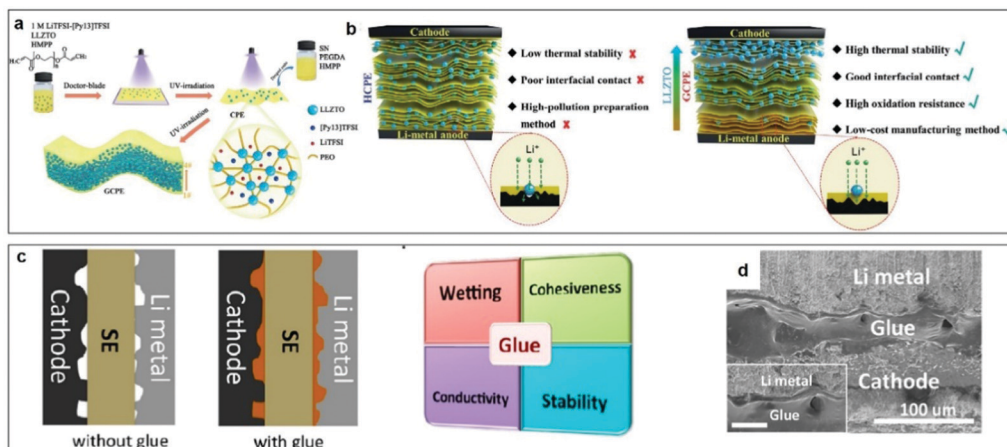 a
1 M LiTFSI-[Py13]TFSI
LLZTO
HMPP
Doctor-blade
UV-irradiation
CPE
SN
PEGDA
HMPP
UV-irradiation
GCPE
LLZTO
[Py13]TFSI
LiTFSI
PEO
b
Cathode
HCPE
Li-metal anode
Li⁺
◆ Low thermal stability ✘
◆ Poor interfacial contact ✘
◆ High-pollution preparation
method ✘
LLZTO
GCPE
Cathode
Li-metal anode
Li⁺
◆ High thermal stability ✓
◆ Good interfacial contact ✓
◆ High oxidation resistance ✓
◆ Low-cost manufacturing method ✓
c
Cathode
SE
Li metal
without glue
Cathode
SE
Li metal
with glue
Wetting
Cohesiveness
Glue
Conductivity
Stability
d
Li metal
Glue
Cathode
Li metal
Glue
100 um